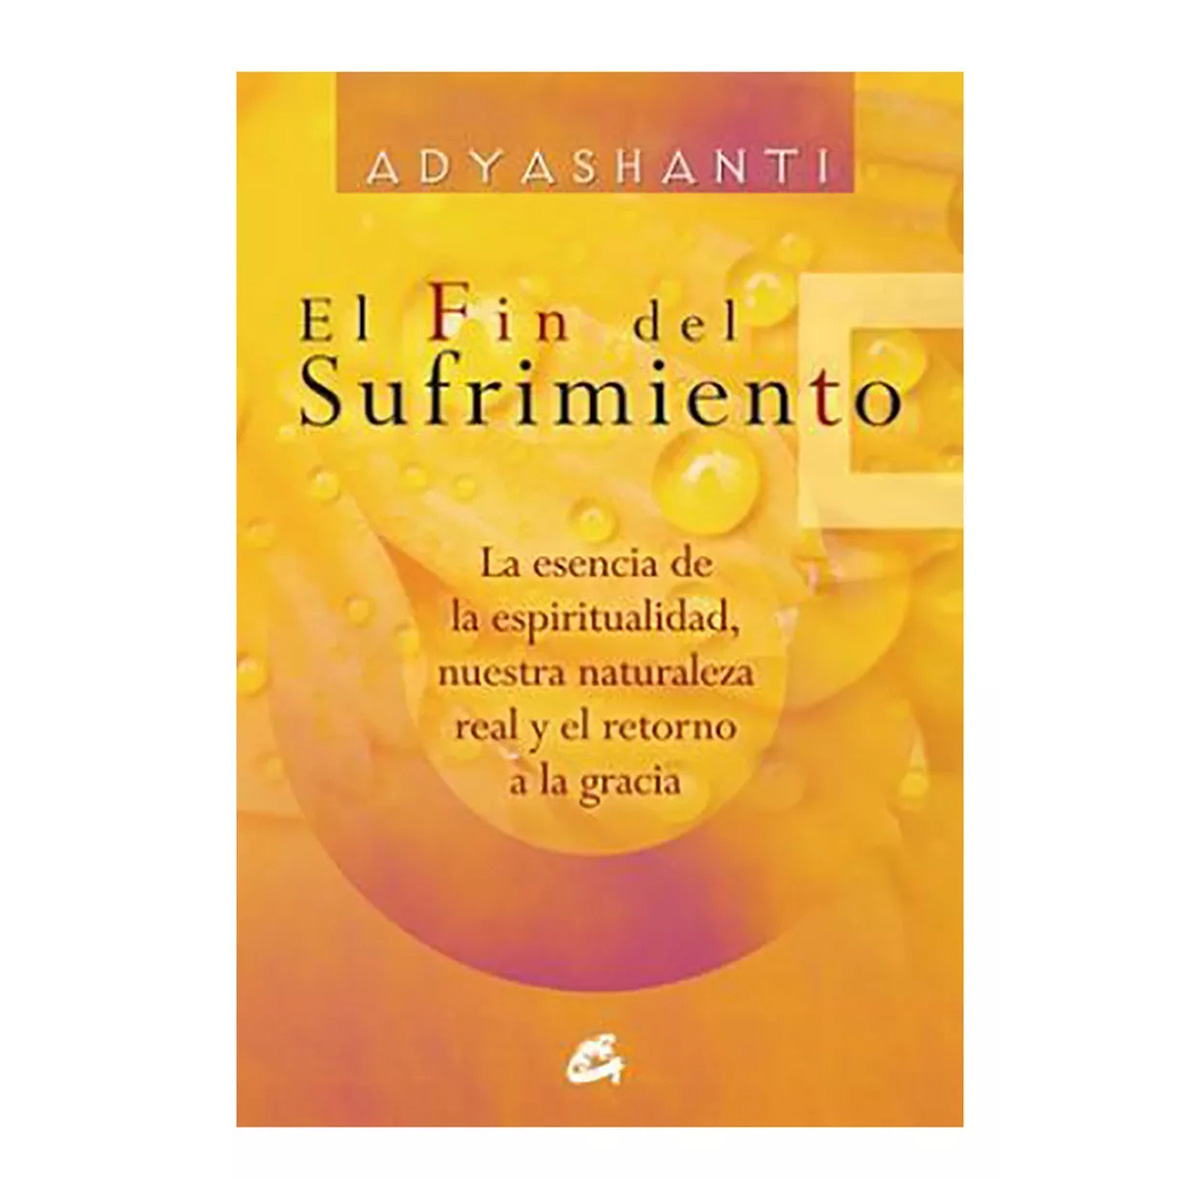 ADYASHANTI
El Fin del
Sufrimiento
La esencia de
la espiritualidad,
nuestra naturaleza
real y el retorno
a la gracia